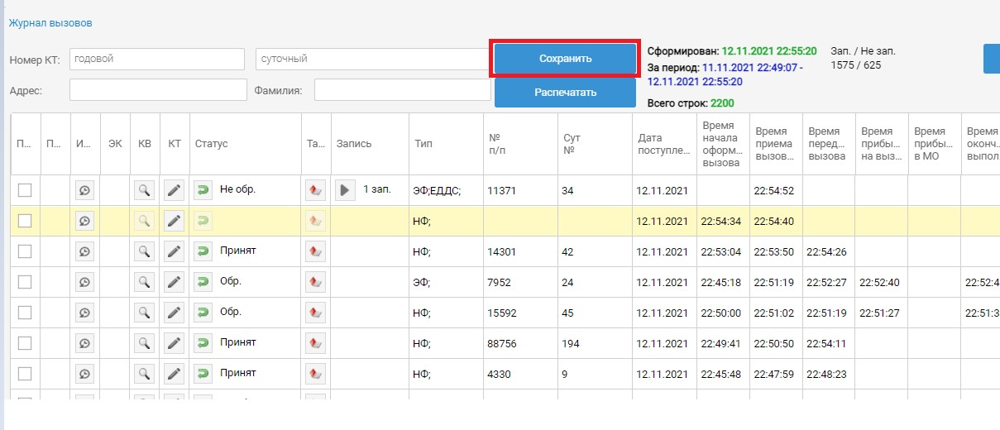 Журнал вызовов
Номер КТ: годовой суточный Сохранить Сформирован: 12.11.2021 22:55:20 Зап. / Не зап.
За период: 11.11.2021 22:49:07 - 1575 / 625
12.11.2021 22:55:20
Адрес: Фамилия: Распечатать
Всего строк: 2200
П... П... И... ЭК КВ КТ Статус Та... Запись Тип № п/п Сут № Дата поступле... Время начала оформ... вызова Время приема вызов... Время перед... вызова Время прибы... на выз... Время прибы... в МО Время оконч... выпол.
Не обр. 1 зап. ЭФ;ЕДДС; 11371 34 12.11.2021 22:54:52
НФ; 12.11.2021 22:54:34 22:54:40
Принят НФ; 14301 42 12.11.2021 22:53:04 22:53:50 22:54:26
Обр. ЭФ; 7952 24 12.11.2021 22:45:18 22:51:19 22:52:27 22:52:40 22:52:4
Обр. НФ; 15592 45 12.11.2021 22:50:00 22:51:02 22:51:19 22:51:27 22:51:3
Принят НФ; 88756 194 12.11.2021 22:49:41 22:50:50 22:54:11
Принят НФ; 4330 9 12.11.2021 22:45:48 22:47:59 22:48:23